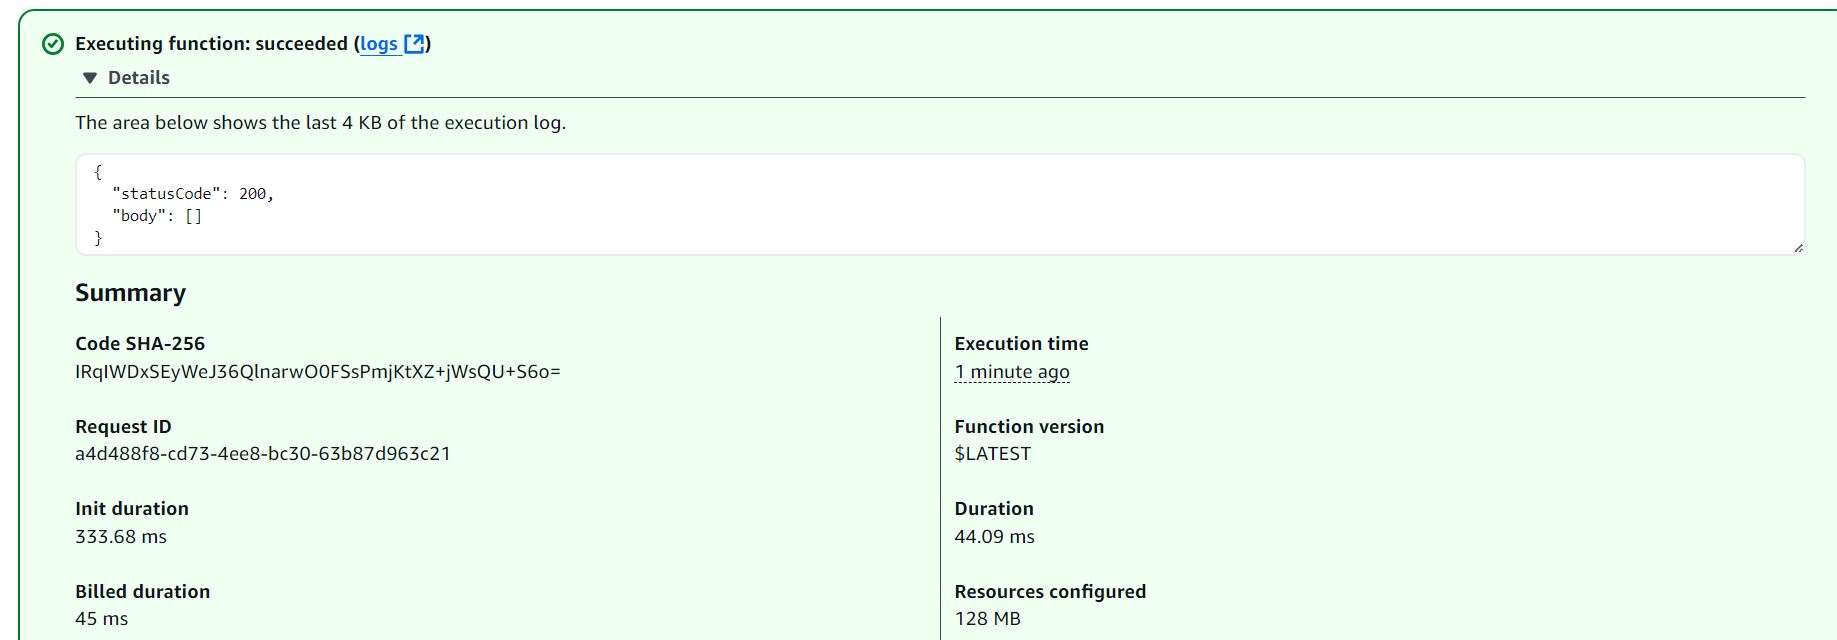 Executing function: succeeded (logs)
Details
The area below shows the last 4 KB of the execution log.
{
"statusCode": 200,
"body": []
}
Summary
Code SHA-256
IRqIWDxSEyWeJ36QlnarwO0FSsPmjKtXZ+jWsQU+S6o=
Execution time
1 minute ago
Request ID
a4d488f8-cd73-4ee8-bc30-63b87d963c21
Function version
$LATEST
Init duration
333.68 ms
Duration
44.09 ms
Billed duration
45 ms
Resources configured
128 MB